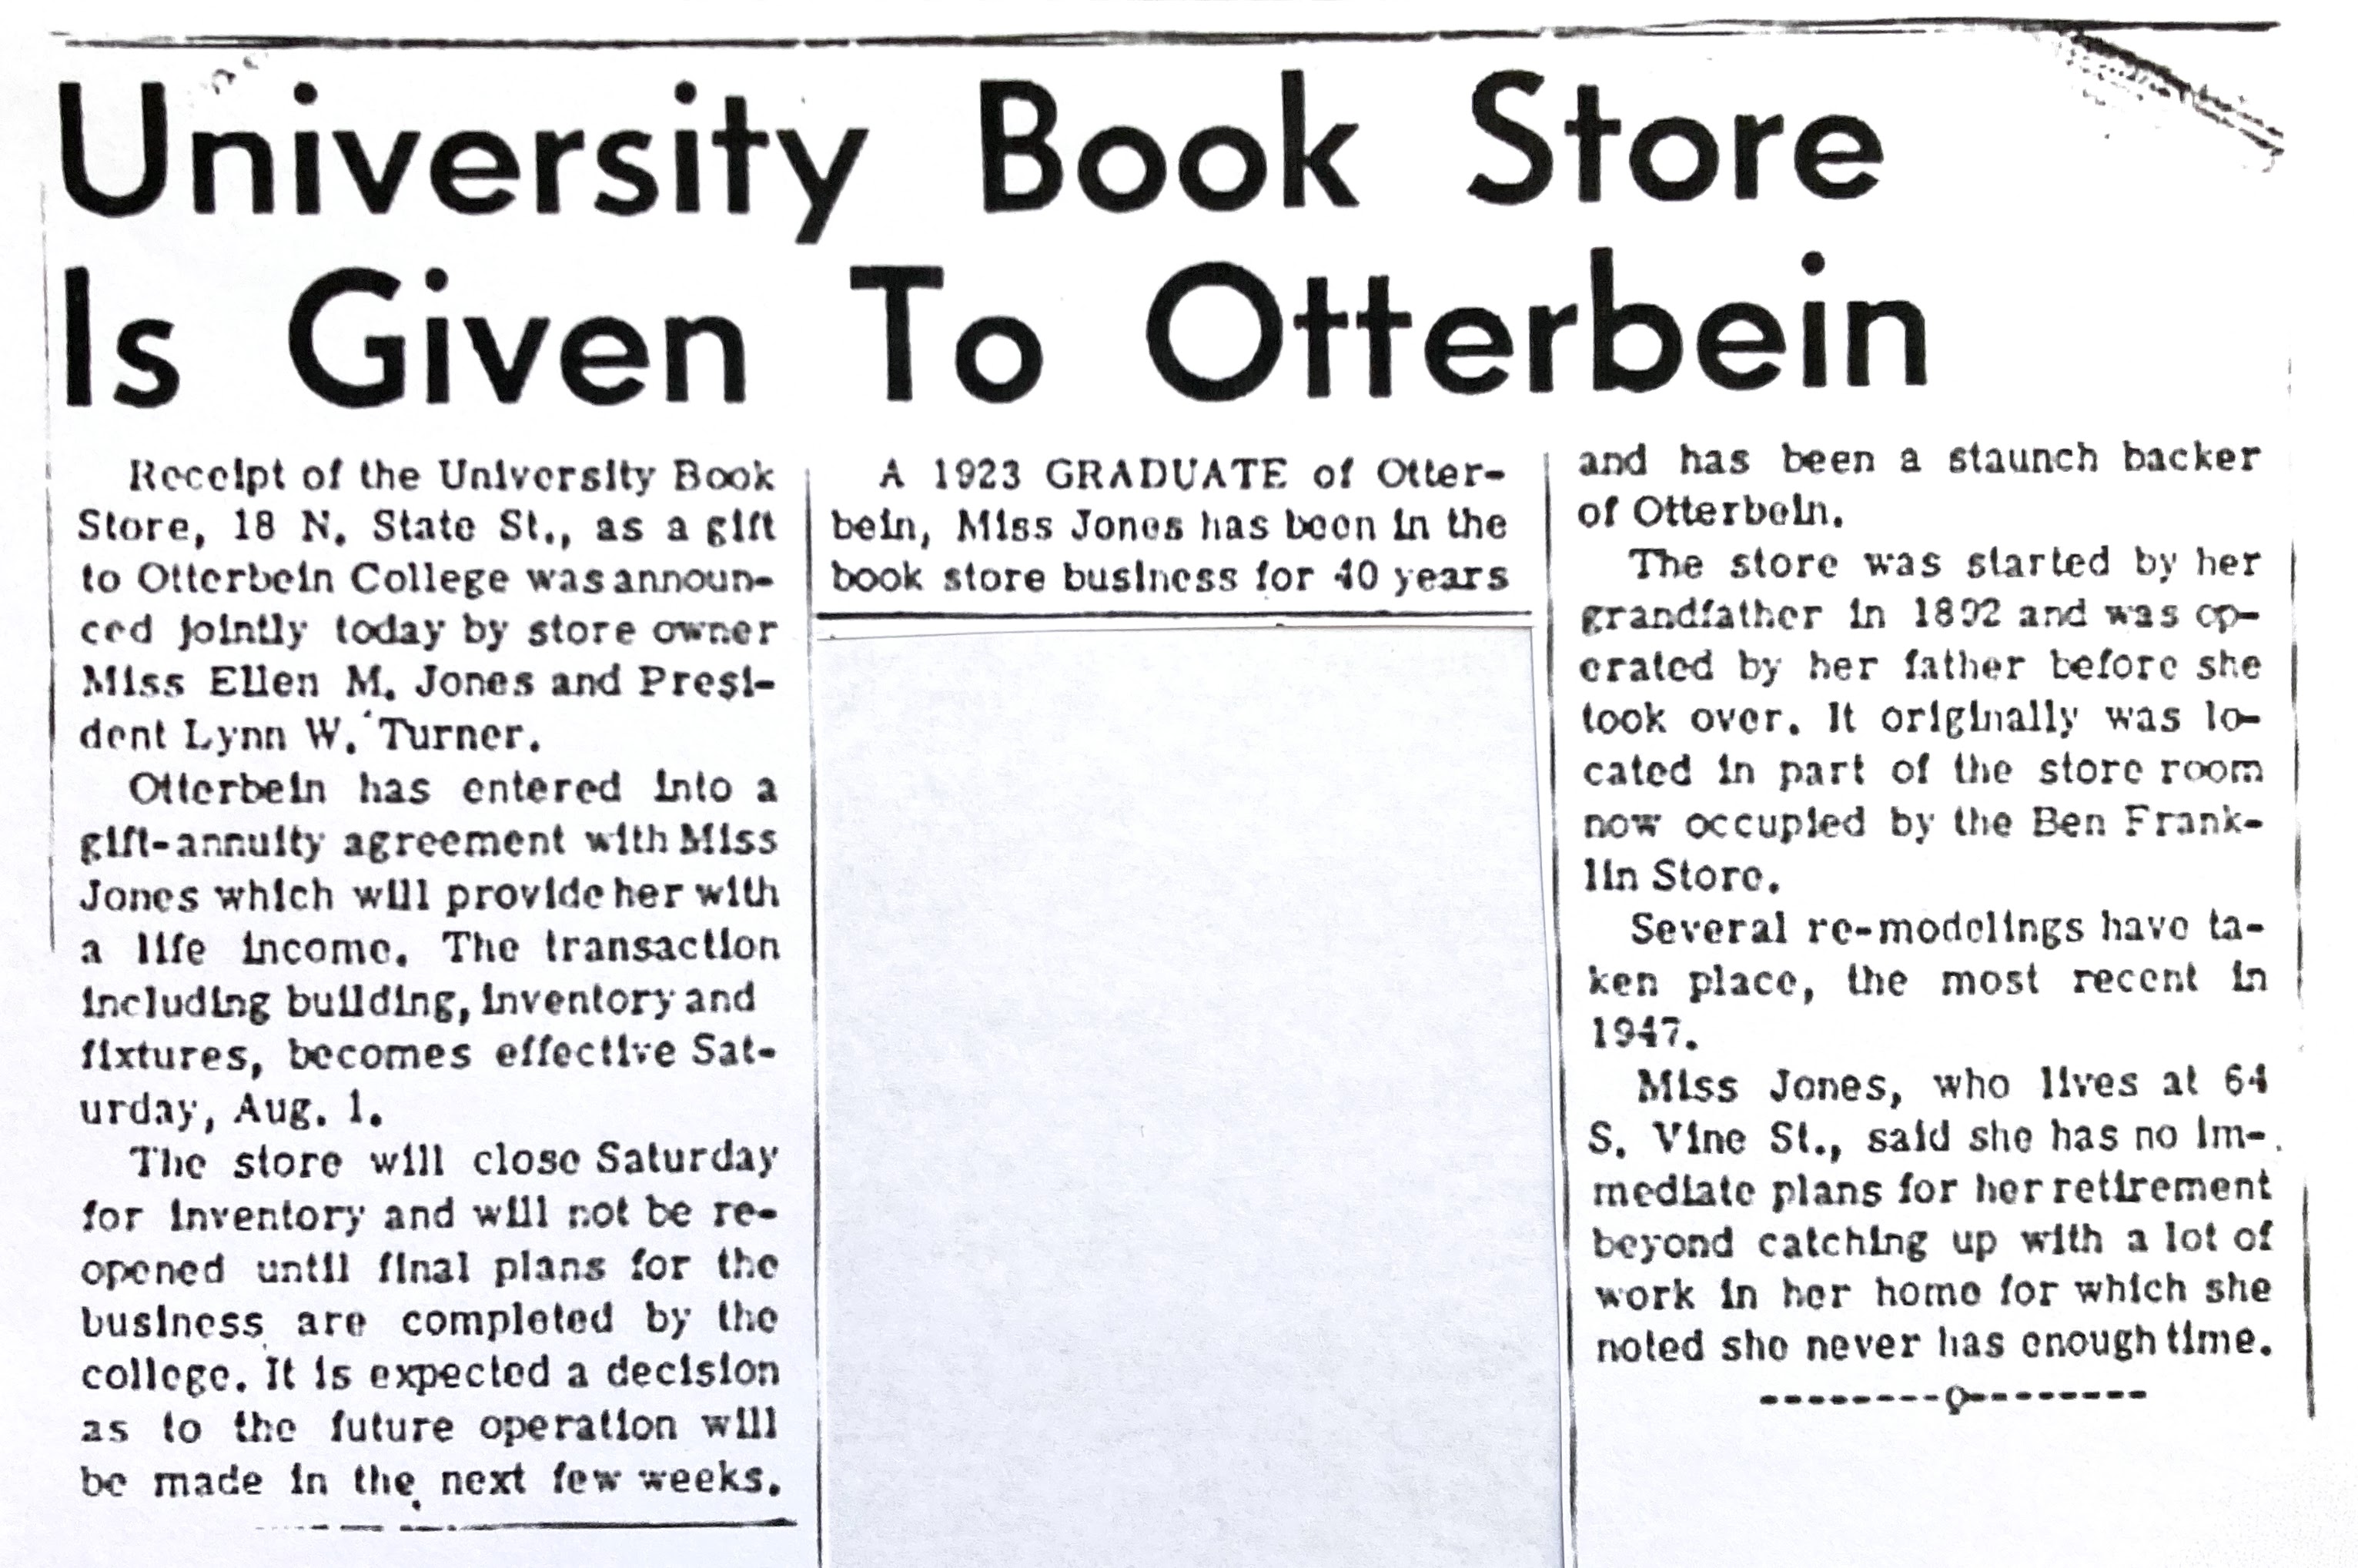 University Book Store
Is Given To Otterbein
Receipt of the University Book
Store, 18 N. State St., as a gift
to Otterbein College was announ-
ced jointly today by store owner
Miss Ellen M. Jones and Presi-
dent Lynn W. Turner.
Otterbein has entered into a
gift-annuity agreement with Miss
Jones which will provide her with
a life income. The transaction
including building, inventory and
fixtures, becomes effective Sat-
urday, Aug. 1.
The store will close Saturday
for inventory and will not be re-
opened until final plans for the
business are completed by the
college. It is expected a decision
as to the future operation will
be made in the next few weeks.
A 1923 GRADUATE of Otter-
bein, Miss Jones has been in the
book store business for 40 years
and has been a staunch backer
of Otterbein.
The store was started by her
grandfather in 1892 and was op-
erated by her father before she
took over. It originally was lo-
cated in part of the store room
now occupied by the Ben Frank-
lin Store.
Several re-modelings have ta-
ken place, the most recent in
1947.
Miss Jones, who lives at 64
S. Vine St., said she has no im-
mediate plans for her retirement
beyond catching up with a lot of
work in her home for which she
noted she never has enough time.